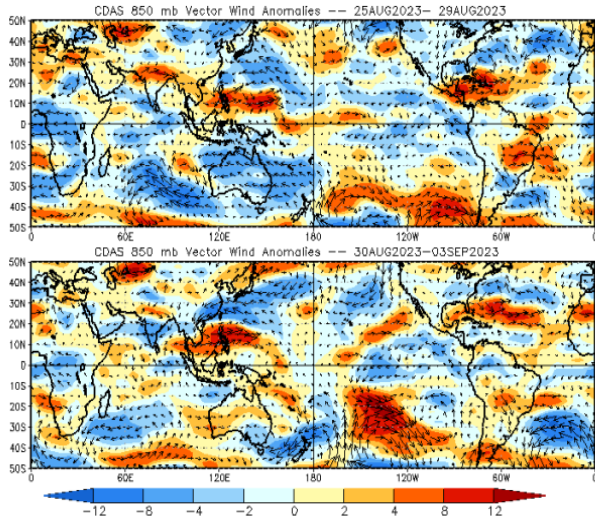 CDAS 850 mb Vector Wind Anomalies -- 25AUG2023- 29AUG2023
50N
40N
30N
20N
10N
0
10S
20S
30S
40S
50S
0 60E 120E 180 120W 60W 0
CDAS 850 mb Vector Wind Anomalies -- 30AUG2023-03SEP2023
50N
40N
30N
20N
10N
0
10S
20S
30S
40S
50S
0 60E 120E 180 120W 60W 0
-12 -8 -4 -2 0 2 4 8 12